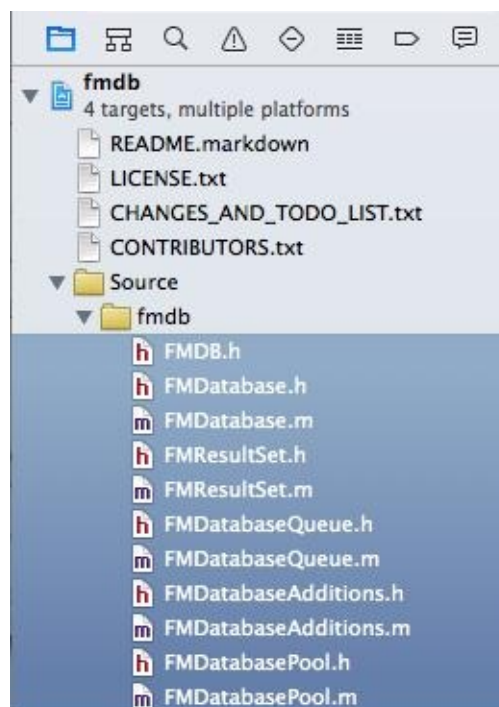 fmdb
4 targets, multiple platforms
README.markdown
LICENSE.txt
CHANGES_AND_TODO_LIST.txt
CONTRIBUTORS.txt
Source
fmdb
h FMDB.h
h FMDatabase.h
m FMDatabase.m
h FMResultSet.h
m FMResultSet.m
h FMDatabaseQueue.h
m FMDatabaseQueue.m
h FMDatabaseAdditions.h
m FMDatabaseAdditions.m
h FMDatabasePool.h
m FMDatabasePool.m